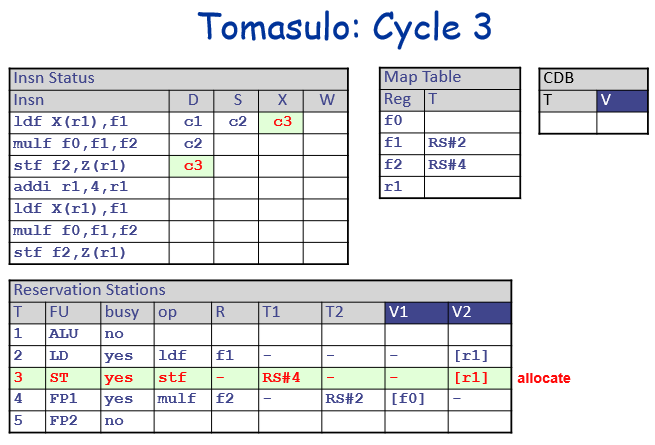 Tomasulo: Cycle 3
Insn Status
Insn D S X W
ldf X(r1),f1 c1 c2 c3
mulf f0,f1,f2 c2
stf f2,Z(r1) c3
addi r1,4,r1
ldf X(r1),f1
mulf f0,f1,f2
stf f2,Z(r1)
Map Table
Reg T
f0
f1 RS#2
f2 RS#4
r1
CDB
T V
Reservation Stations
T FU busy op R T1 T2 V1 V2
1 ALU no
2 LD yes ldf f1 - - - [r1]
3 ST yes stf - RS#4 - - [r1] allocate
4 FP1 yes mulf f2 - RS#2 [f0] -
5 FP2 no